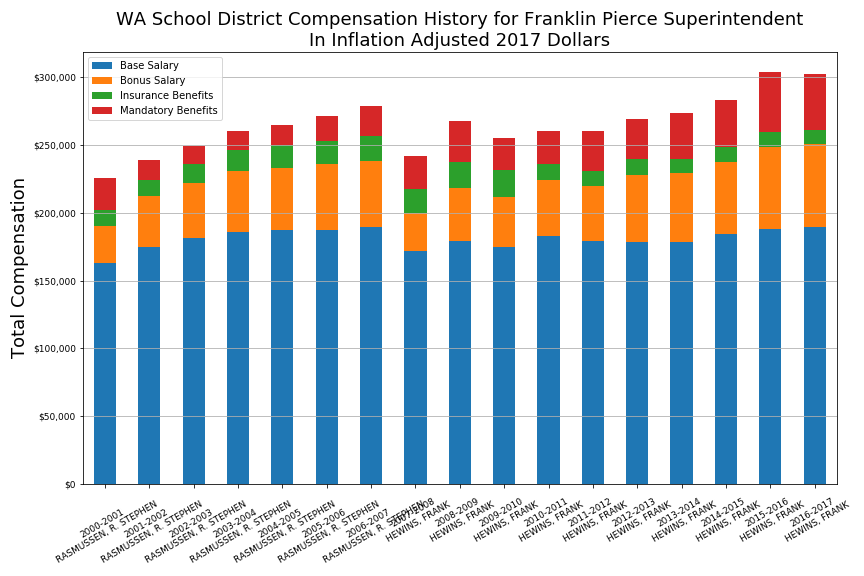 WA School District Compensation History for Franklin Pierce Superintendent
In Inflation Adjusted 2017 Dollars
Base Salary
Bonus Salary
Insurance Benefits
Mandatory Benefits
Total Compensation
$300,000
$250,000
$200,000
$150,000
$100,000
$50,000
$0
2000-2001
RASMUSSEN, R. STEPHEN
2001-2002
RASMUSSEN, R. STEPHEN
2002-2003
RASMUSSEN, R. STEPHEN
2003-2004
RASMUSSEN, R. STEPHEN
2004-2005
RASMUSSEN, R. STEPHEN
2005-2006
RASMUSSEN, R. STEPHEN
2006-2007
RASMUSSEN, R. STEPHEN
2007-2008
HEWINS, FRANK
2008-2009
HEWINS, FRANK
2009-2010
HEWINS, FRANK
2010-2011
HEWINS, FRANK
2011-2012
HEWINS, FRANK
2012-2013
HEWINS, FRANK
2013-2014
HEWINS, FRANK
2014-2015
HEWINS, FRANK
2015-2016
HEWINS, FRANK
2016-2017
HEWINS, FRANK